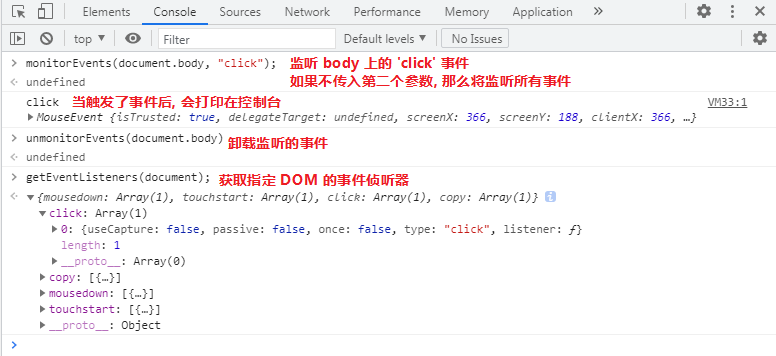 Elements Console Sources Network Performance Memory Application »
top ▼ Filter Default levels ▼ No Issues
monitorEvents(document.body, "click"); 监听 body 上的 'click' 事件
undefined 如果不传入第二个参数, 那么将监听所有事件
click 当触发了事件后, 会打印在控制台 VM33:1
▶ MouseEvent {isTrusted: true, delegateTarget: undefined, screenX: 366, screenY: 188, clientX: 366, …}
unmonitorEvents(document.body) 卸载监听的事件
undefined
getEventListeners(document); 获取指定 DOM 的事件侦听器
▼ {mousedown: Array(1), touchstart: Array(1), click: Array(1), copy: Array(1)} i
▼ click: Array(1)
▶ 0: {useCapture: false, passive: false, once: false, type: "click", listener: ƒ}
length: 1
▶ __proto__: Array(0)
▶ copy: [{…}]
▶ mousedown: [{…}]
▶ touchstart: [{…}]
▶ __proto__: Object